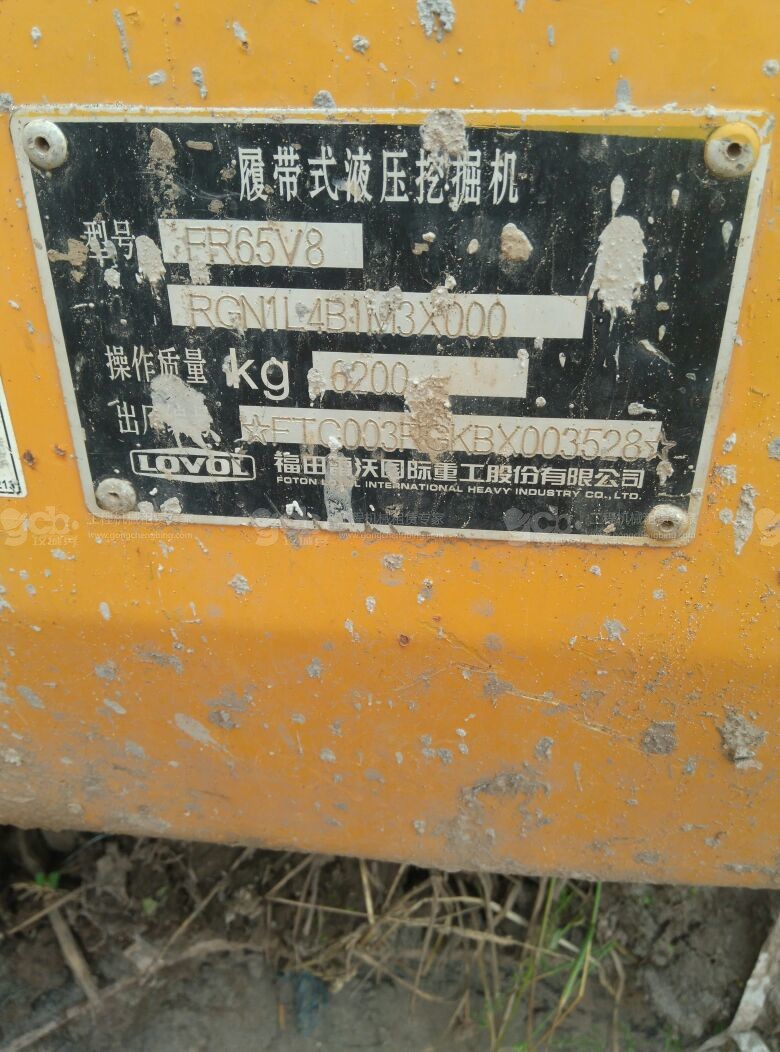 履带式液压挖掘机
型号 FR65V8
RGN1L4B1M3X000
操作质量 kg 6200
☆FTC003 KBX003528☆
LOVOL 福田 沃国际重工股份有限公司
FOTON INTERNATIONAL HEAVY INDUSTRY CO., LTD.